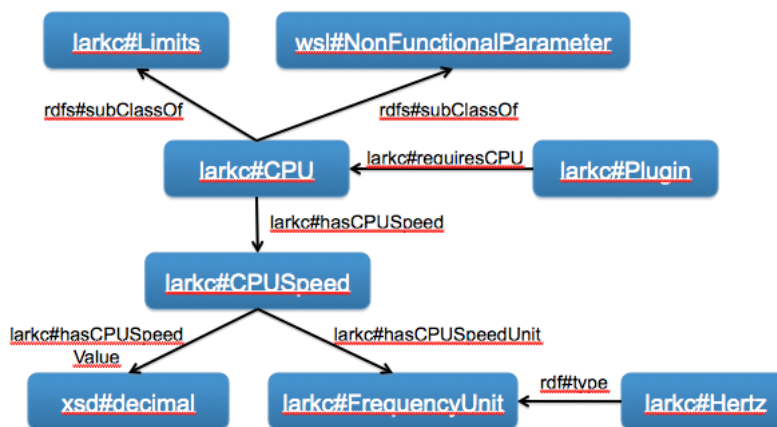 larkc#Limits
wsl#NonFunctionalParameter
rdfs#subClassOf
rdfs#subClassOf
larkc#CPU
larkc#requiresCPU
larkc#Plugin
larkc#hasCPUSpeed
larkc#CPUSpeed
larkc#hasCPUSpeed
Value
larkc#hasCPUSpeedUnit
xsd#decimal
larkc#FrequencyUnit
rdf#type
larkc#Hertz